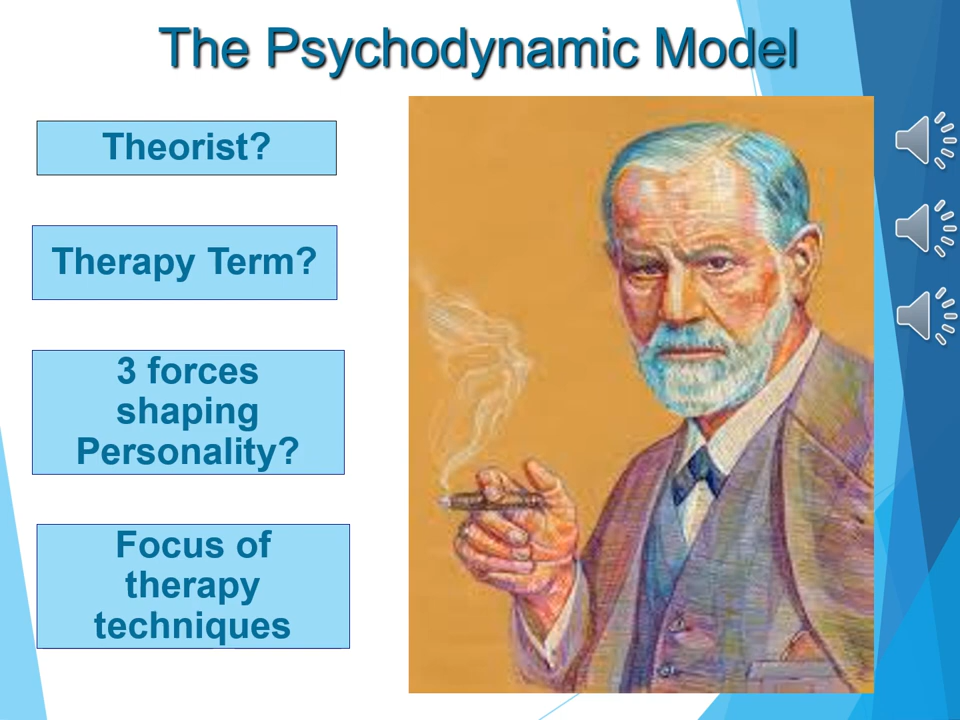 The Psychodynamic Model
Theorist?
Therapy Term?
3 forces
shaping
Personality?
Focus of
therapy
techniques